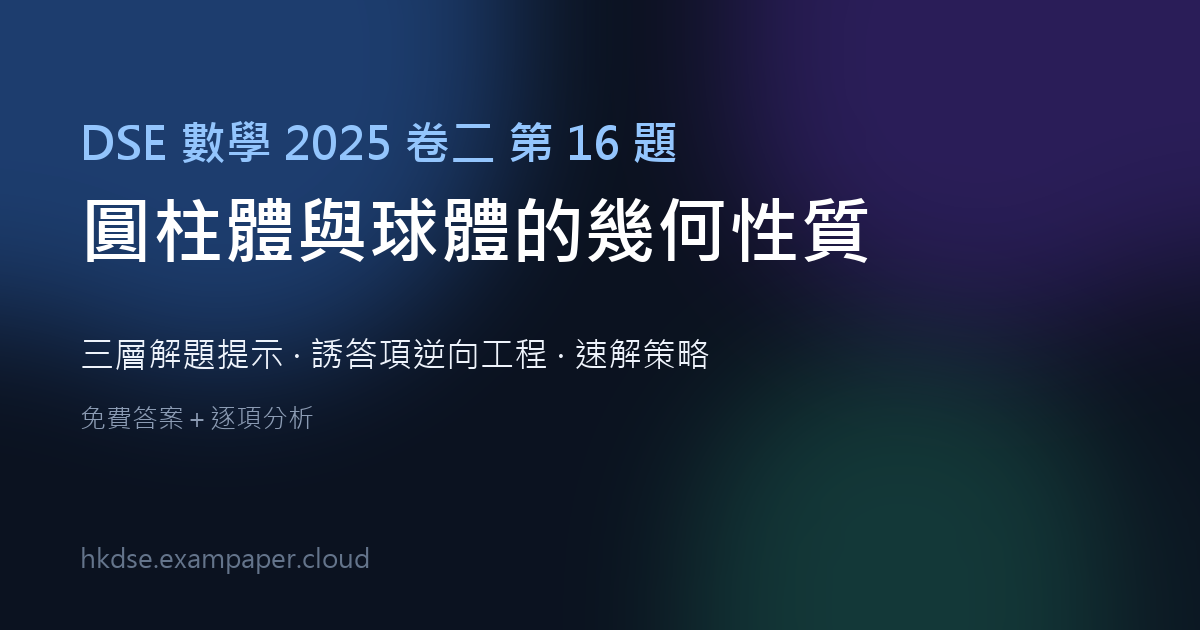 DSE 數學 2025 卷二 第 16 題
圓柱體與球體的幾何性質
三層解題提示 · 誘答項逆向工程 · 速解策略
免費答案 + 逐項分析
hkdse.exampaper.cloud